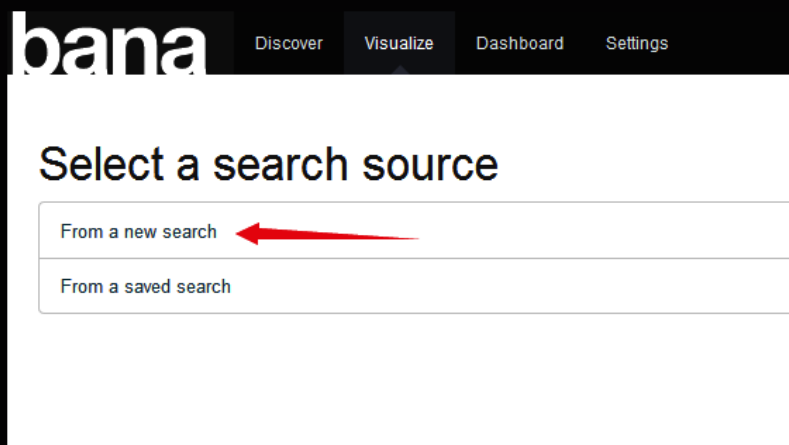 bana Discover Visualize Dashboard Settings
Select a search source
From a new search
From a saved search